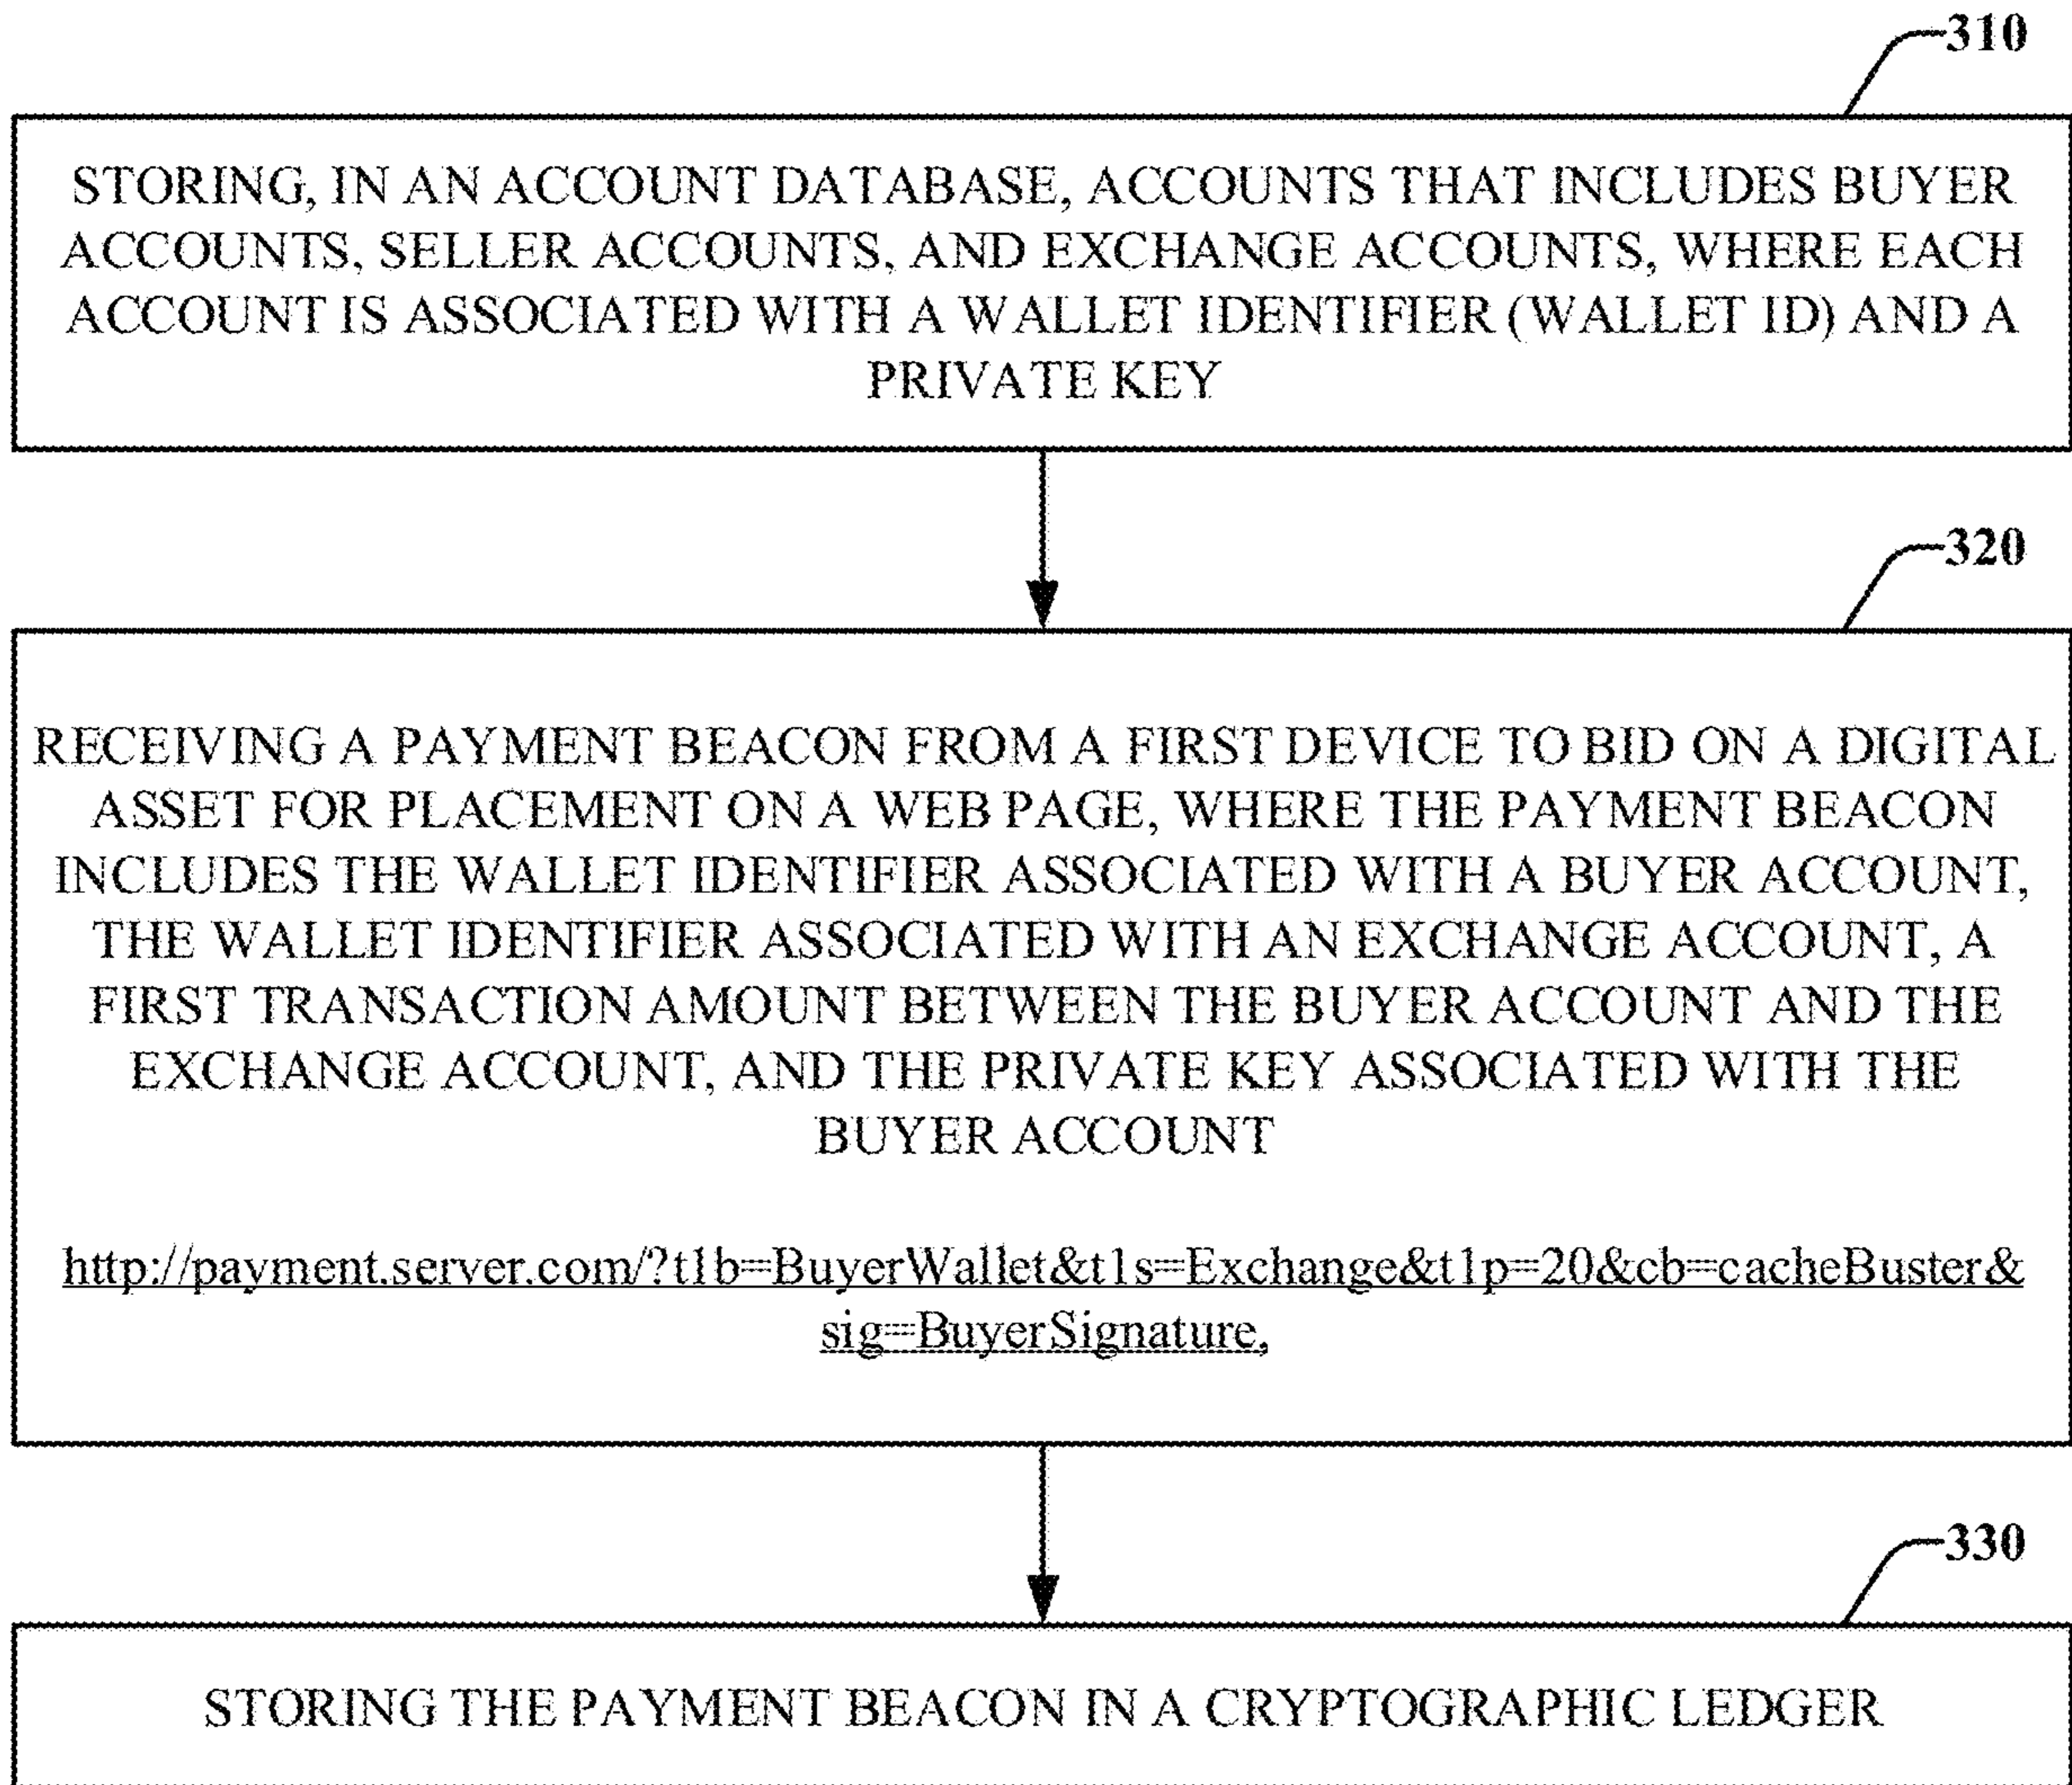 310
STORING, IN AN ACCOUNT DATABASE, ACCOUNTS THAT INCLUDES BUYER
ACCOUNTS, SELLER ACCOUNTS, AND EXCHANGE ACCOUNTS, WHERE EACH
ACCOUNT IS ASSOCIATED WITH A WALLET IDENTIFIER (WALLET ID) AND A
PRIVATE KEY
320
RECEIVING A PAYMENT BEACON FROM A FIRST DEVICE TO BID ON A DIGITAL
ASSET FOR PLACEMENT ON A WEB PAGE, WHERE THE PAYMENT BEACON
INCLUDES THE WALLET IDENTIFIER ASSOCIATED WITH A BUYER ACCOUNT,
THE WALLET IDENTIFIER ASSOCIATED WITH AN EXCHANGE ACCOUNT, A
FIRST TRANSACTION AMOUNT BETWEEN THE BUYER ACCOUNT AND THE
EXCHANGE ACCOUNT, AND THE PRIVATE KEY ASSOCIATED WITH THE
BUYER ACCOUNT
http://payment.server.com/?t1b=BuyerWallet&t1s=Exchange&t1p=20&cb=cacheBuster&
sig=BuyerSignature,
330
STORING THE PAYMENT BEACON IN A CRYPTOGRAPHIC LEDGER